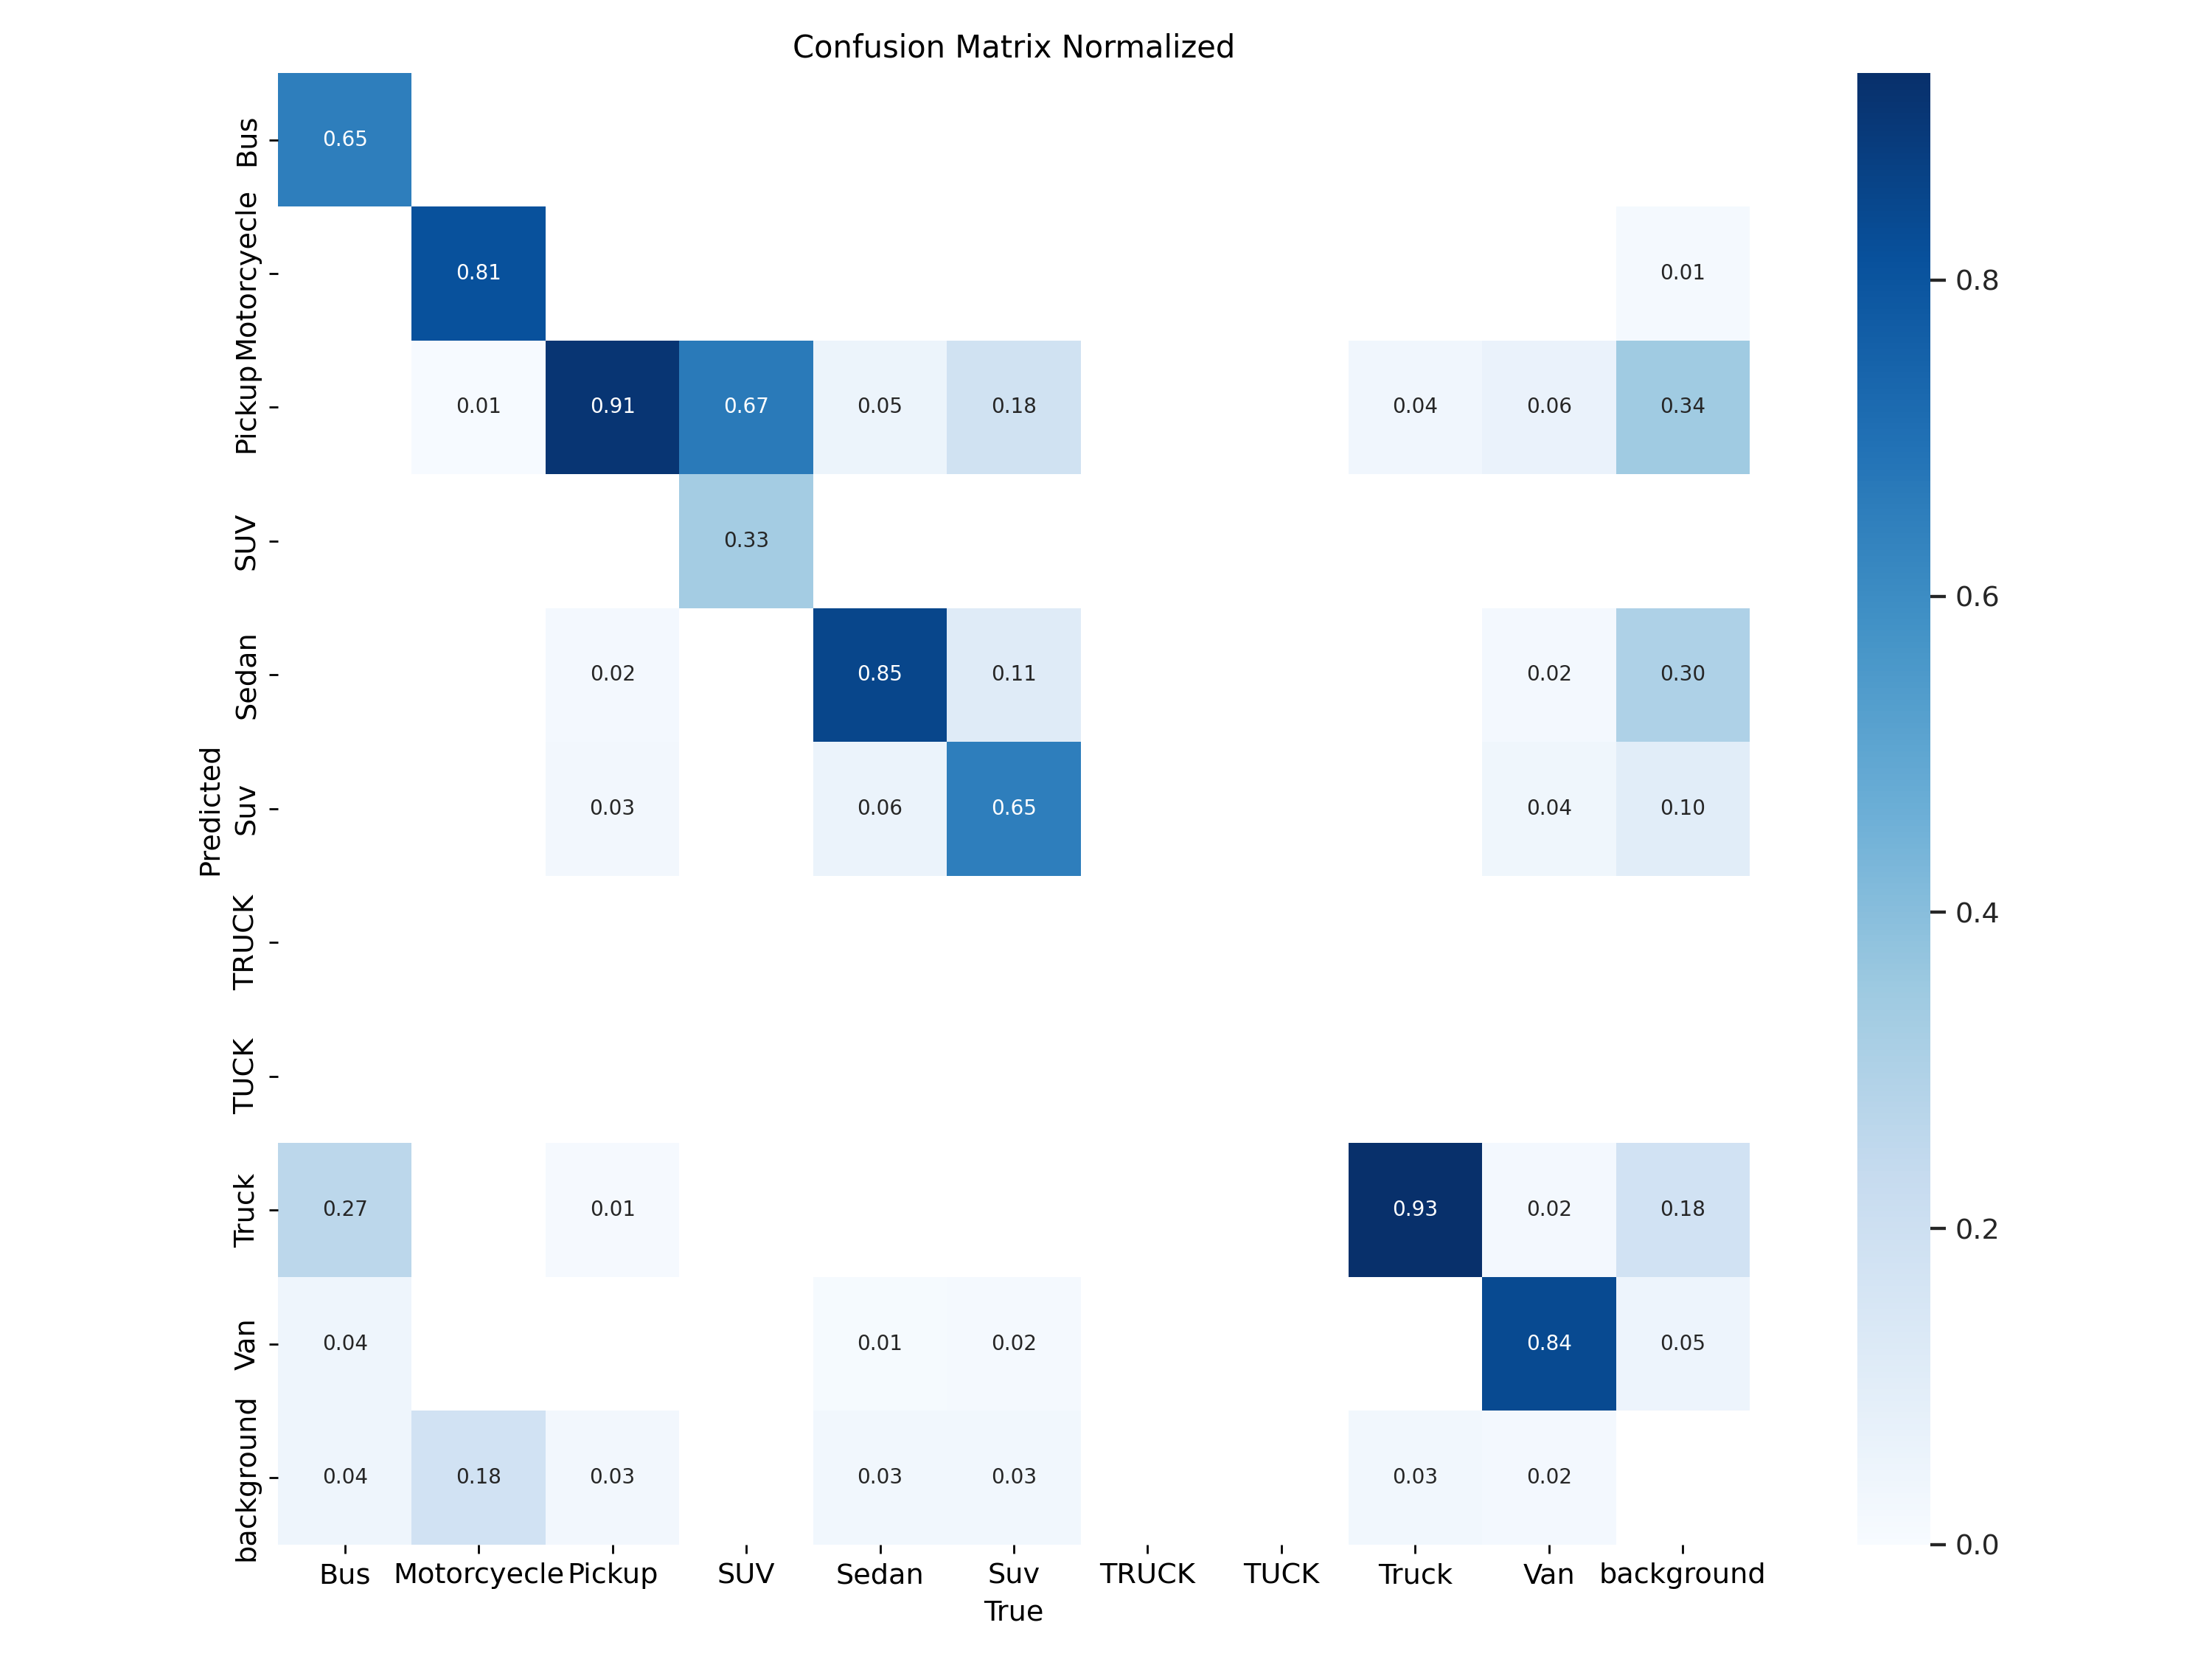 Confusion Matrix Normalized
Bus
0.65
Motorcyecle
0.81
0.01
Pickup
0.01
0.91
0.67
0.05
0.18
0.04
0.06
0.34
SUV
0.33
Sedan
0.02
0.85
0.11
0.02
0.30
Predicted
Suv
0.03
0.06
0.65
0.04
0.10
TRUCK
TUCK
Truck
0.27
0.01
0.93
0.02
0.18
Van
0.04
0.01
0.02
0.84
0.05
background
0.04
0.18
0.03
0.03
0.03
0.03
0.02
Bus Motorcyecle Pickup SUV Sedan Suv TRUCK TUCK Truck Van background
True
0.8
0.6
0.4
0.2
0.0